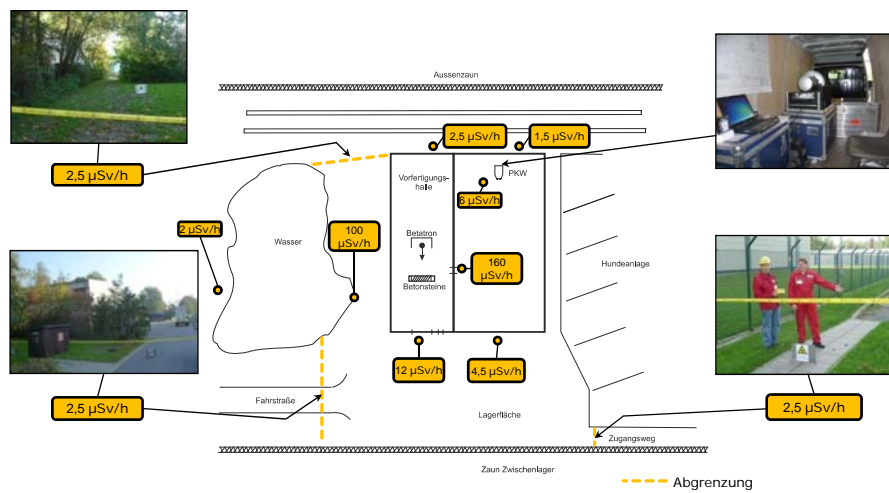 Aussenzaun
2,5 µSv/h
1,5 µSv/h
2,5 µSv/h
Vorfertigungs-
halle
PKW
6 µSv/h
2 µSv/h
Wasser
100
µSv/h
Betatron
160
µSv/h
Hundeanlage
Betonsteine
12 µSv/h
4,5 µSv/h
2,5 µSv/h
Fahrstraße
Lagerfläche
2,5 µSv/h
Zugangsweg
Zaun Zwischenlager
Abgrenzung